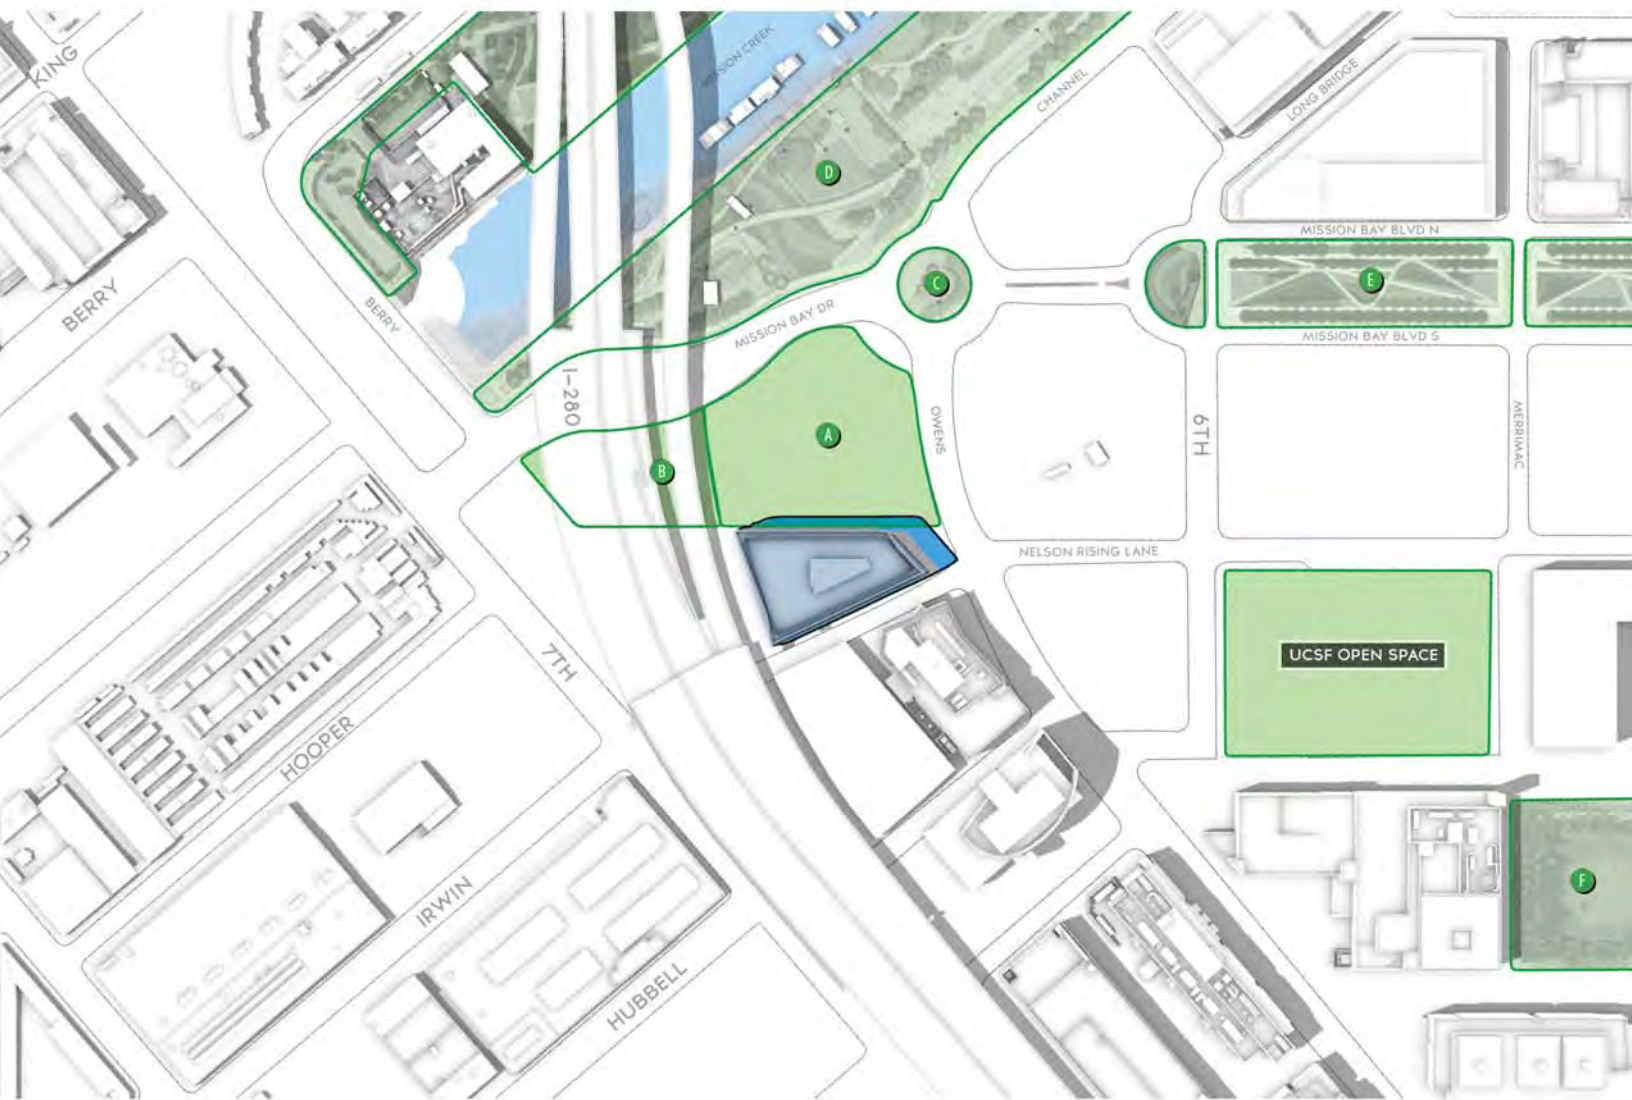 KING
MISSION CREEK
CHANNEL
LONG BRIDGE
D
MISSION BAY BLVD N
C
E
BERRY
BERRY
MISSION BAY DR
MISSION BAY BLVD S
I-280
OWENS
6TH
MERRIMAC
A
B
NELSON RISING LANE
7TH
UCSF OPEN SPACE
HOOPER
IRWIN
F
HUBBELL